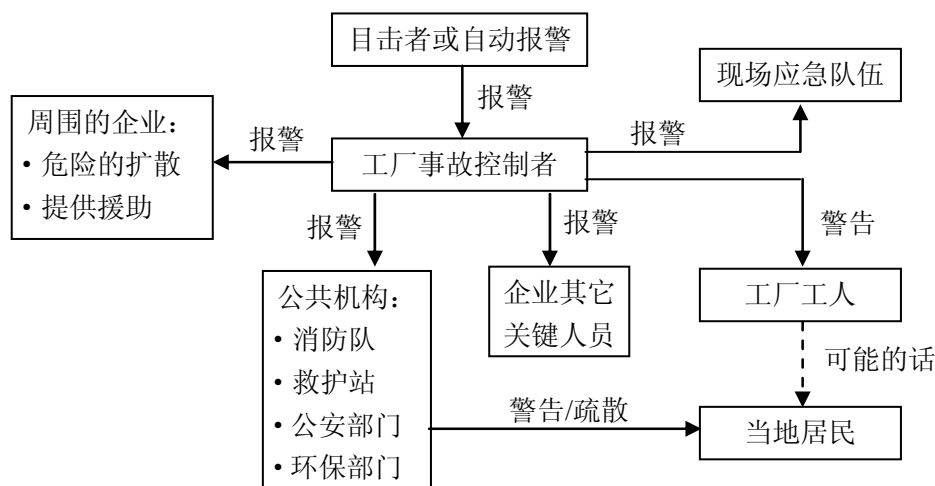 目击者或自动报警
报警
现场应急队伍
周围的企业：
• 危险的扩散
• 提供援助
报警
工厂事故控制者
报警
报警
报警
警告
公共机构：
• 消防队
• 救护站
• 公安部门
• 环保部门
企业其它
关键人员
工厂工人
可能的话
警告/疏散
当地居民